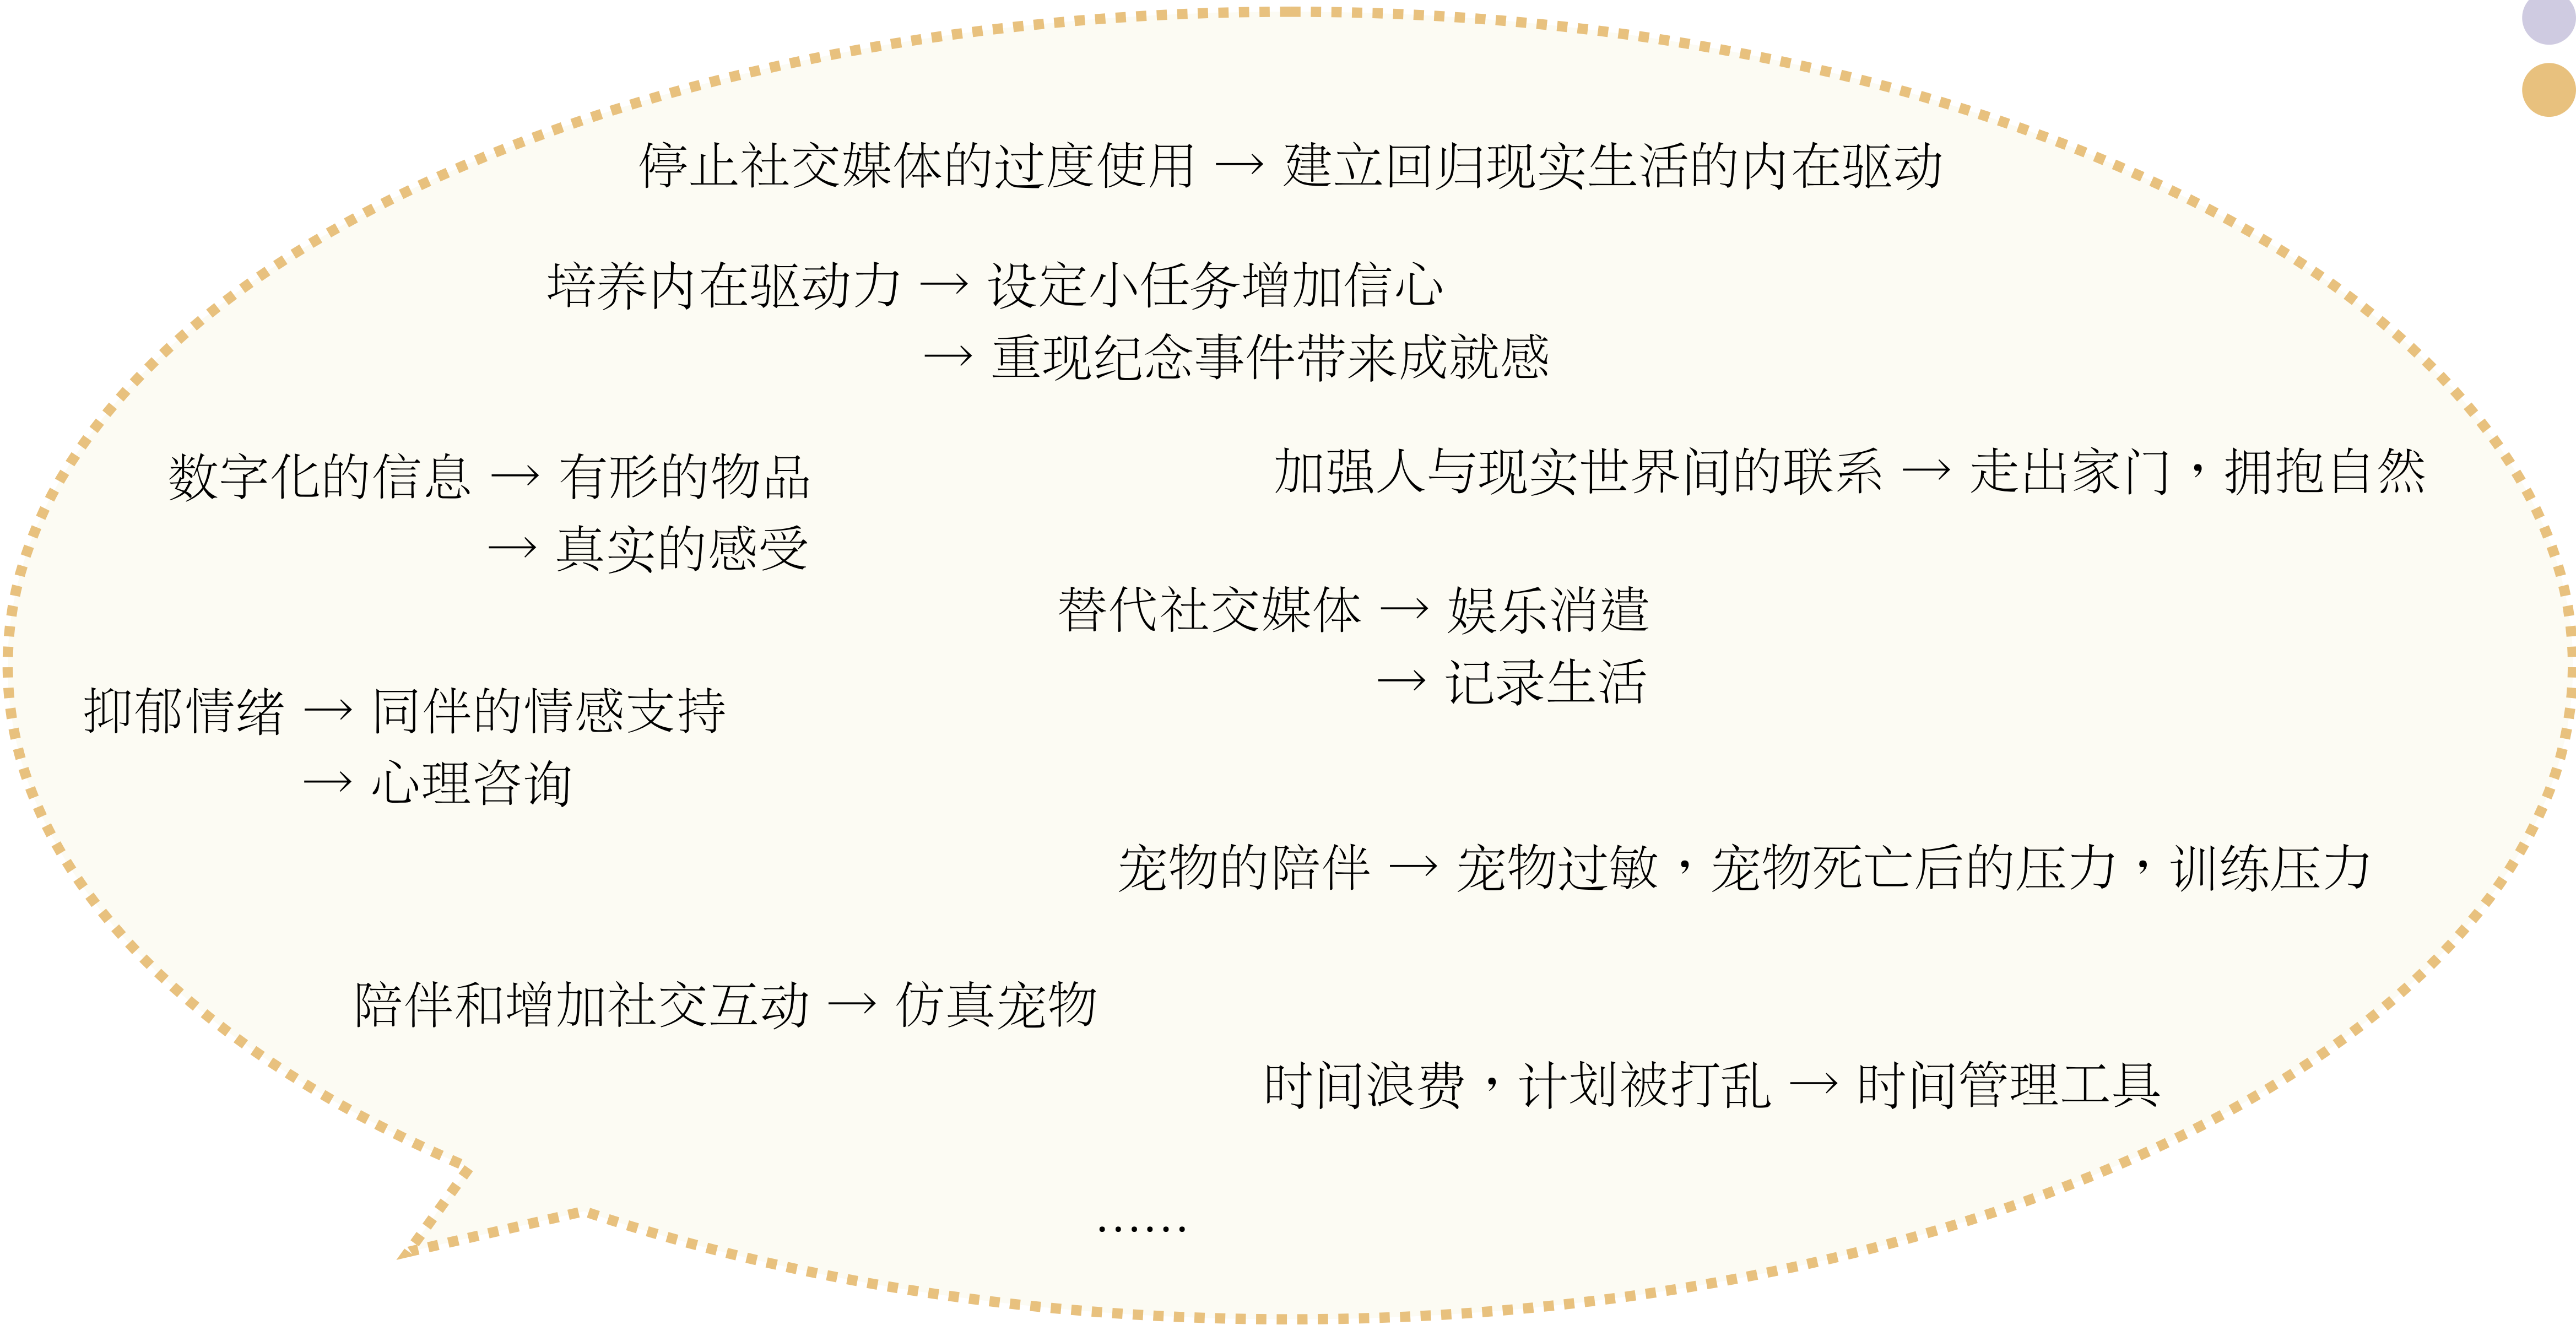 停止社交媒体的过度使用 → 建立回归现实生活的内在驱动
培养内在驱动力 → 设定小任务增加信心
→ 重现纪念事件带来成就感
数字化的信息 → 有形的物品
→ 真实的感受
加强人与现实世界间的联系 → 走出家门，拥抱自然
替代社交媒体 → 娱乐消遣
→ 记录生活
抑郁情绪 → 同伴的情感支持
→ 心理咨询
宠物的陪伴 → 宠物过敏，宠物死亡后的压力，训练压力
陪伴和增加社交互动 → 仿真宠物
时间浪费，计划被打乱 → 时间管理工具
……